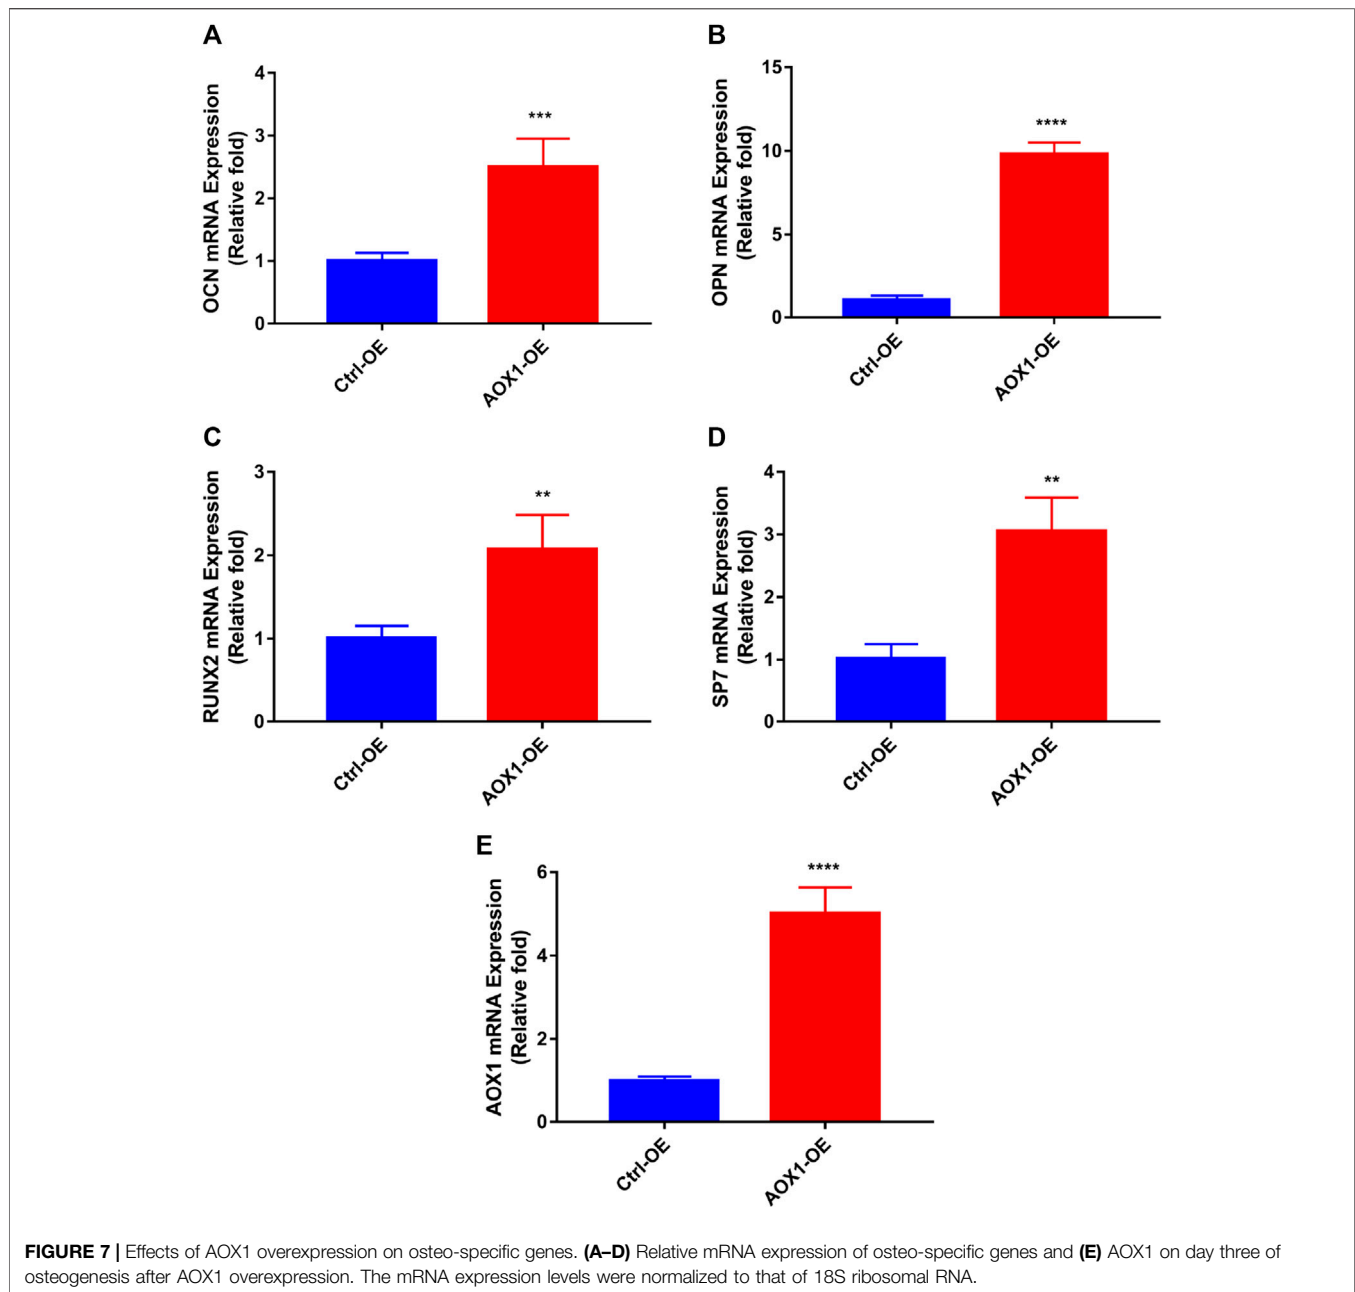 A
OCN mRNA Expression
(Relative fold)
4
3
2
1
0
***
Ctrl-OE
AOX1-OE
B
OPN mRNA Expression
(Relative fold)
15
10
5
0
****
Ctrl-OE
AOX1-OE
C
RUNX2 mRNA Expression
(Relative fold)
3
2
1
0
**
Ctrl-OE
AOX1-OE
D
SP7 mRNA Expression
(Relative fold)
4
3
2
1
0
**
Ctrl-OE
AOX1-OE
E
AOX1 mRNA Expression
(Relative fold)
6
4
2
0
****
Ctrl-OE
AOX1-OE
FIGURE 7 | Effects of AOX1 overexpression on osteo-specific genes. (A–D) Relative mRNA expression of osteo-specific genes and (E) AOX1 on day three of
osteogenesis after AOX1 overexpression. The mRNA expression levels were normalized to that of 18S ribosomal RNA.